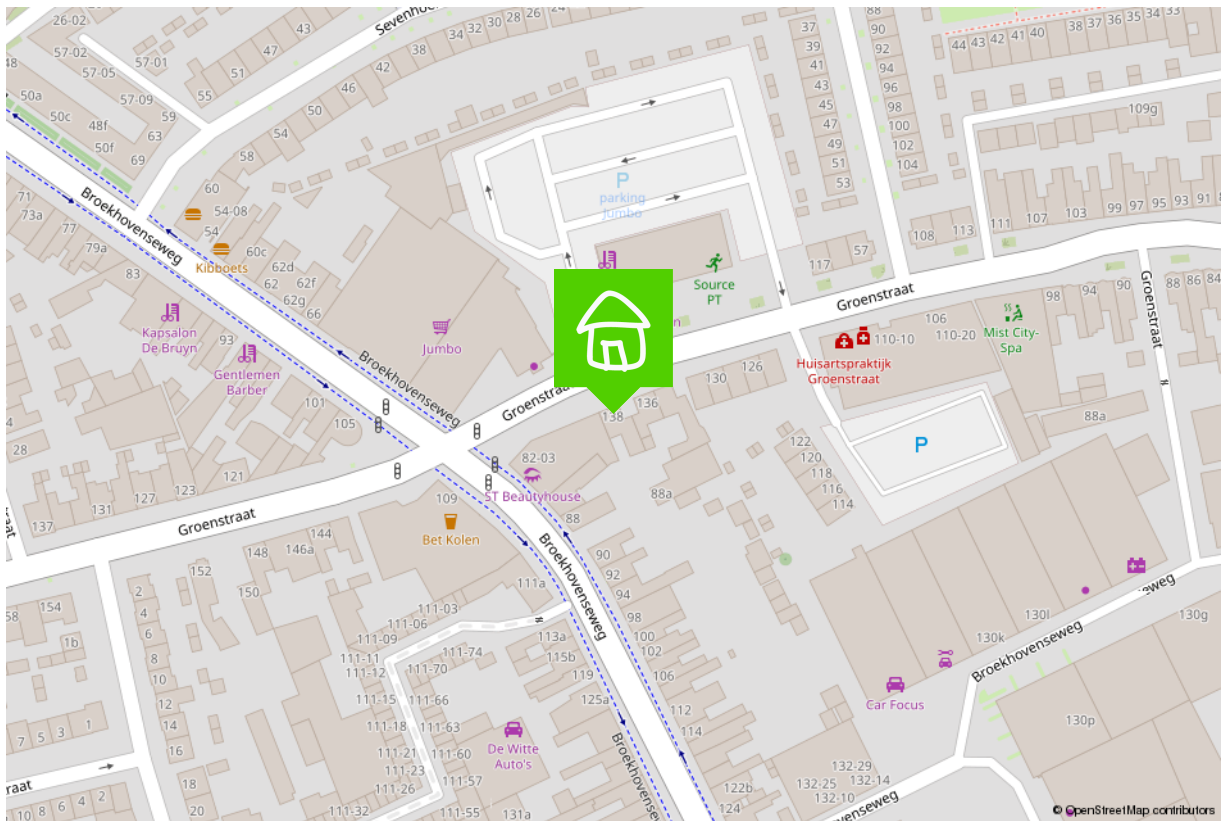 57-02
57-01
57-05
57-09
48
50a
50c
48f
50f
63
69
59
55
51
47
43
Sevenhoe
42
46
50
54
58
38
34
32
30
28
26
24
60
54-08
54
60c
62d
62
62f
62g
66
Kibboets
71
73a
77
79a
83
Broekhovenseweg
Kapsalon
De Bruyn
93
Gentlemen
Barber
101
105
Jumbo
Broekhovenseweg
P
parking
Jumbo
Source
PT
37
39
41
43
45
47
49
51
53
57
117
88
90
92
94
96
98
100
102
104
44
43
42
41
40
38
37
36
35
34
33
109g
111
107
103
99
97
95
93
91
108
113
Groenstraat
Huisartspraktijk
Groenstraat
110-10
110-20
106
Mist City-
Spa
98
94
90
88
86
84
Groenstraat
88a
P
Groenstraa
126
130
136
138
122
120
118
116
114
82-03
ST Beautyhouse
88a
88
109
Bet Kolen
28
137
131
127
123
121
Groenstraat
144
146a
148
150
152
154
58
1b
2
4
6
8
10
12
14
16
18
20
7
5
3
1
10
8
6
4
2
raat
111a
111-03
111-06
111-09
111-11
111-12
111-15
111-18
111-21
111-23
111-26
111-32
111-74
111-70
111-66
111-63
111-60
111-57
111-55
113a
115b
119
125a
131a
De Witte
Auto's
Broekhovenseweg
90
92
94
98
100
102
106
112
114
122b
124
Broekhovense
130k
130l
130g
130p
Broekhovenseweg
Car Focus
132-29
132-25
132-14
132-10
© OpenStreetMap contributors